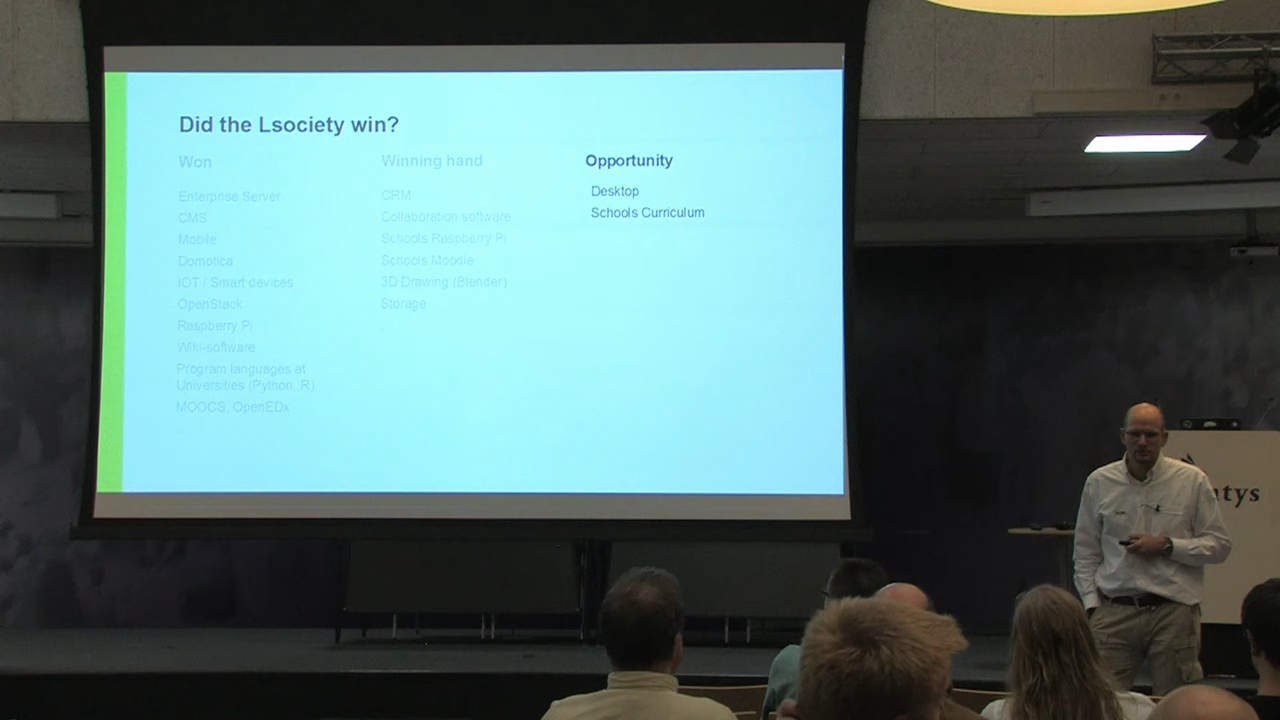 Did the Lsociety win?
Won
Enterprise Server
CMS
Mobile
Domotica
IOT / Smart devices
OpenStack
Raspberry Pi
Wiki-software
Program languages at
Universities (Python, R)
MOOCS, OpenEDx
...
Winning hand
CRM
Collaboration software
Schools Raspberry Pi
Schools Moodle
3D Drawing (Blender)
Storage
Opportunity
Desktop
Schools Curriculum